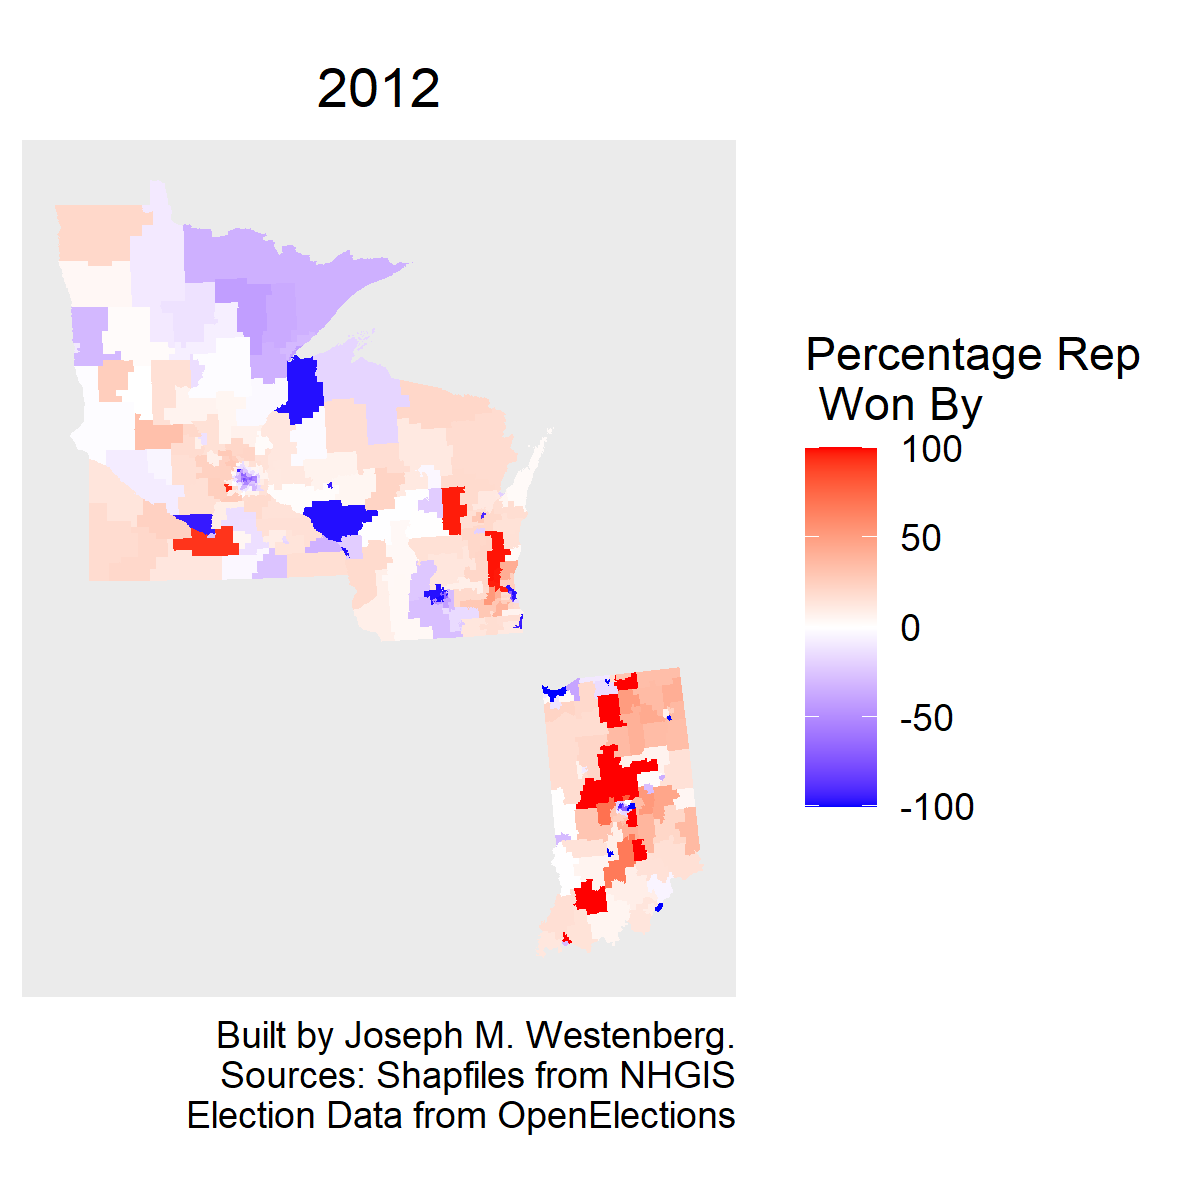 2012
Percentage Rep
Won By
100
50
0
-50
-100
Built by Joseph M. Westenberg.
Sources: Shapfiles from NHGIS
Election Data from OpenElections